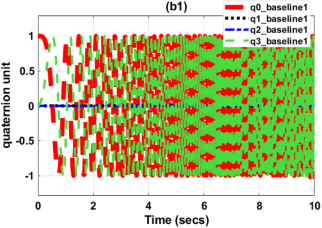 (b1)
q0_baseline1
q1_baseline1
q2_baseline1
q3_baseline1
quaternion unit
1
0.5
0
-0.5
-1
0 2 4 6 8 10
Time (secs)